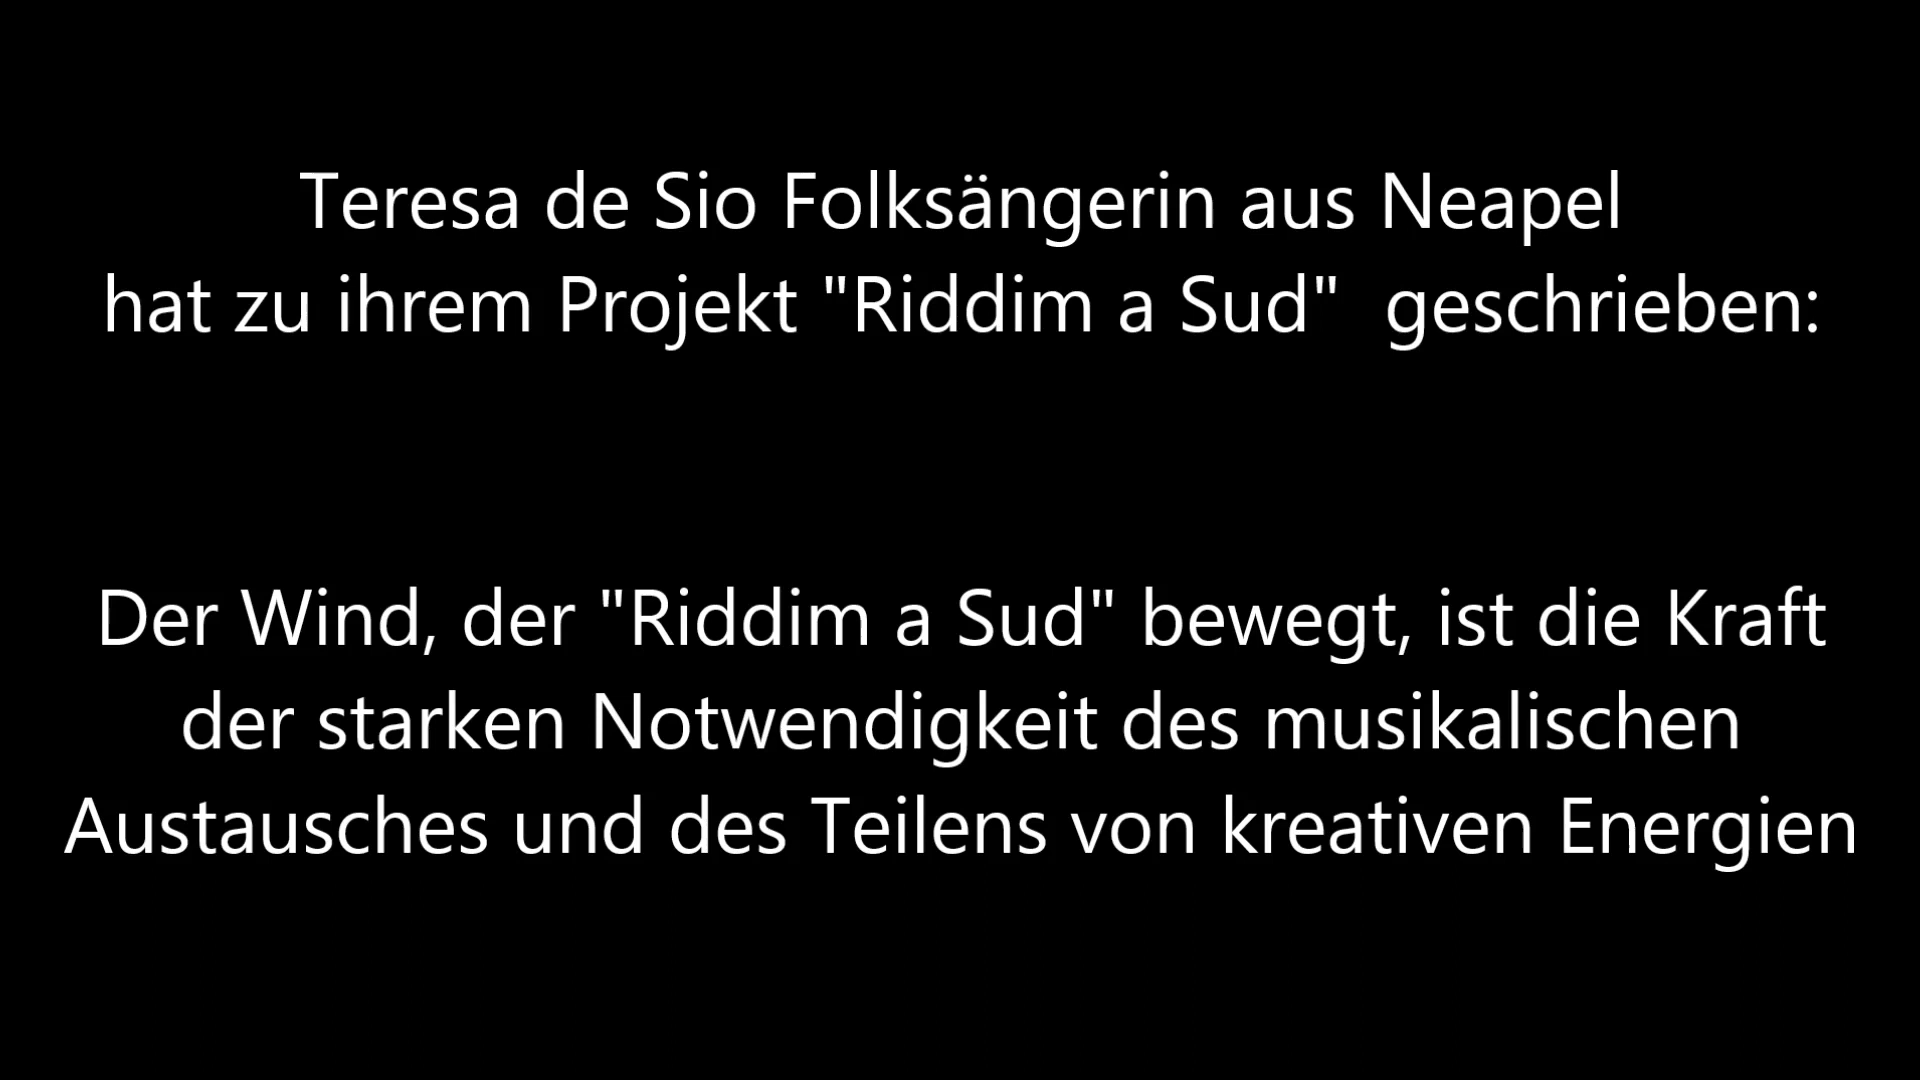 Teresa de Sio Folksängerin aus Neapel
hat zu ihrem Projekt "Riddim a Sud"  geschrieben:
Der Wind, der "Riddim a Sud" bewegt, ist die Kraft
der starken Notwendigkeit des musikalischen
Austausches und des Teilens von kreativen Energien